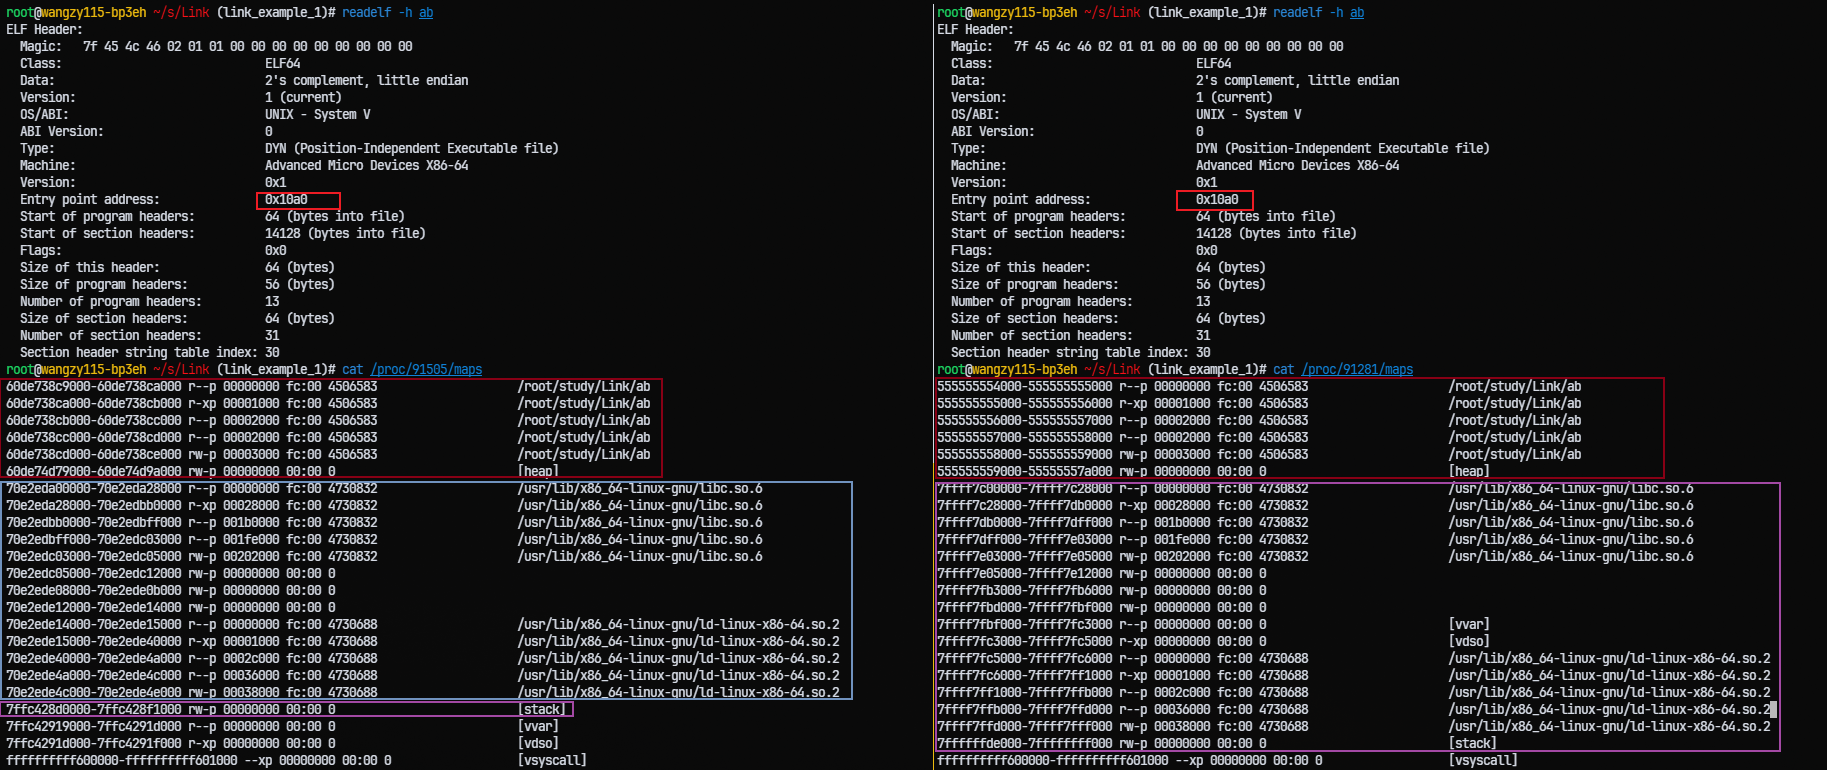 root@wangzy115-bp3eh ~/s/Link (link_example_1)# readelf -h ab
ELF Header:
  Magic:   7f 45 4c 46 02 01 01 00 00 00 00 00 00 00 00 00
  Class:                             ELF64
  Data:                              2's complement, little endian
  Version:                           1 (current)
  OS/ABI:                            UNIX - System V
  ABI Version:                       0
  Type:                              DYN (Position-Independent Executable file)
  Machine:                           Advanced Micro Devices X86-64
  Version:                           0x1
  Entry point address:               0x10a0
  Start of program headers:          64 (bytes into file)
  Start of section headers:          14128 (bytes into file)
  Flags:                             0x0
  Size of this header:               64 (bytes)
  Size of program headers:           56 (bytes)
  Number of program headers:         13
  Size of section headers:           64 (bytes)
  Number of section headers:         31
  Section header string table index: 30
root@wangzy115-bp3eh ~/s/Link (link_example_1)# cat /proc/91505/maps
60de738c9000-60de738ca000 r--p 00000000 fc:00 4506583                    /root/study/Link/ab
60de738ca000-60de738cb000 r-xp 00001000 fc:00 4506583                    /root/study/Link/ab
60de738cb000-60de738cc000 r--p 00002000 fc:00 4506583                    /root/study/Link/ab
60de738cc000-60de738cd000 r--p 00002000 fc:00 4506583                    /root/study/Link/ab
60de738cd000-60de738ce000 rw-p 00003000 fc:00 4506583                    /root/study/Link/ab
60de74d79000-60de74d9a000 rw-p 00000000 00:00 0                          [heap]
70e2eda00000-70e2eda28000 r--p 00000000 fc:00 4730832                    /usr/lib/x86_64-linux-gnu/libc.so.6
70e2eda28000-70e2edbb0000 r-xp 00028000 fc:00 4730832                    /usr/lib/x86_64-linux-gnu/libc.so.6
70e2edbb0000-70e2edbff000 r--p 001b0000 fc:00 4730832                    /usr/lib/x86_64-linux-gnu/libc.so.6
70e2edbff000-70e2edc03000 r--p 001fe000 fc:00 4730832                    /usr/lib/x86_64-linux-gnu/libc.so.6
70e2edc03000-70e2edc05000 rw-p 00202000 fc:00 4730832                    /usr/lib/x86_64-linux-gnu/libc.so.6
70e2edc05000-70e2edc12000 rw-p 00000000 00:00 0
70e2ede08000-70e2ede0b000 rw-p 00000000 00:00 0
70e2ede12000-70e2ede14000 rw-p 00000000 00:00 0
70e2ede14000-70e2ede15000 r--p 00000000 fc:00 4730688                    /usr/lib/x86_64-linux-gnu/ld-linux-x86-64.so.2
70e2ede15000-70e2ede40000 r-xp 00001000 fc:00 4730688                    /usr/lib/x86_64-linux-gnu/ld-linux-x86-64.so.2
70e2ede40000-70e2ede4a000 r--p 0002c000 fc:00 4730688                    /usr/lib/x86_64-linux-gnu/ld-linux-x86-64.so.2
70e2ede4a000-70e2ede4c000 r--p 00036000 fc:00 4730688                    /usr/lib/x86_64-linux-gnu/ld-linux-x86-64.so.2
70e2ede4c000-70e2ede4e000 rw-p 00038000 fc:00 4730688                    /usr/lib/x86_64-linux-gnu/ld-linux-x86-64.so.2
7ffc428d0000-7ffc428f1000 rw-p 00000000 00:00 0                          [stack]
7ffc42919000-7ffc4291d000 r--p 00000000 00:00 0                          [vvar]
7ffc4291d000-7ffc4291f000 r-xp 00000000 00:00 0                          [vdso]
ffffffffff600000-ffffffffff601000 --xp 00000000 00:00 0                  [vsyscall]
root@wangzy115-bp3eh ~/s/Link (link_example_1)# readelf -h ab
ELF Header:
  Magic:   7f 45 4c 46 02 01 01 00 00 00 00 00 00 00 00 00
  Class:                             ELF64
  Data:                              2's complement, little endian
  Version:                           1 (current)
  OS/ABI:                            UNIX - System V
  ABI Version:                       0
  Type:                              DYN (Position-Independent Executable file)
  Machine:                           Advanced Micro Devices X86-64
  Version:                           0x1
  Entry point address:               0x10a0
  Start of program headers:          64 (bytes into file)
  Start of section headers:          14128 (bytes into file)
  Flags:                             0x0
  Size of this header:               64 (bytes)
  Size of program headers:           56 (bytes)
  Number of program headers:         13
  Size of section headers:           64 (bytes)
  Number of section headers:         31
  Section header string table index: 30
root@wangzy115-bp3eh ~/s/Link (link_example_1)# cat /proc/91281/maps
555555554000-555555555000 r--p 00000000 fc:00 4506583                    /root/study/Link/ab
555555555000-555555556000 r-xp 00001000 fc:00 4506583                    /root/study/Link/ab
555555556000-555555557000 r--p 00002000 fc:00 4506583                    /root/study/Link/ab
555555557000-555555558000 r--p 00002000 fc:00 4506583                    /root/study/Link/ab
555555558000-555555559000 rw-p 00003000 fc:00 4506583                    /root/study/Link/ab
555555559000-55555557a000 rw-p 00000000 00:00 0                          [heap]
7ffff7c00000-7ffff7c28000 r--p 00000000 fc:00 4730832                    /usr/lib/x86_64-linux-gnu/libc.so.6
7ffff7c28000-7ffff7db0000 r-xp 00028000 fc:00 4730832                    /usr/lib/x86_64-linux-gnu/libc.so.6
7ffff7db0000-7ffff7dff000 r--p 001b0000 fc:00 4730832                    /usr/lib/x86_64-linux-gnu/libc.so.6
7ffff7dff000-7ffff7e03000 r--p 001fe000 fc:00 4730832                    /usr/lib/x86_64-linux-gnu/libc.so.6
7ffff7e03000-7ffff7e05000 rw-p 00202000 fc:00 4730832                    /usr/lib/x86_64-linux-gnu/libc.so.6
7ffff7e05000-7ffff7e12000 rw-p 00000000 00:00 0
7ffff7fb3000-7ffff7fb6000 rw-p 00000000 00:00 0
7ffff7fbd000-7ffff7fbf000 rw-p 00000000 00:00 0
7ffff7fbf000-7ffff7fc3000 r--p 00000000 00:00 0                          [vvar]
7ffff7fc3000-7ffff7fc5000 r-xp 00000000 00:00 0                          [vdso]
7ffff7fc5000-7ffff7fc6000 r--p 00000000 fc:00 4730688                    /usr/lib/x86_64-linux-gnu/ld-linux-x86-64.so.2
7ffff7fc6000-7ffff7ff1000 r-xp 00001000 fc:00 4730688                    /usr/lib/x86_64-linux-gnu/ld-linux-x86-64.so.2
7ffff7ff1000-7ffff7ffb000 r--p 0002c000 fc:00 4730688                    /usr/lib/x86_64-linux-gnu/ld-linux-x86-64.so.2
7ffff7ffb000-7ffff7ffd000 r--p 00036000 fc:00 4730688                    /usr/lib/x86_64-linux-gnu/ld-linux-x86-64.so.2
7ffff7ffd000-7ffff7fff000 rw-p 00038000 fc:00 4730688                    /usr/lib/x86_64-linux-gnu/ld-linux-x86-64.so.2
7ffffffde000-7ffffffff000 rw-p 00000000 00:00 0                          [stack]
ffffffffff600000-ffffffffff601000 --xp 00000000 00:00 0                  [vsyscall]